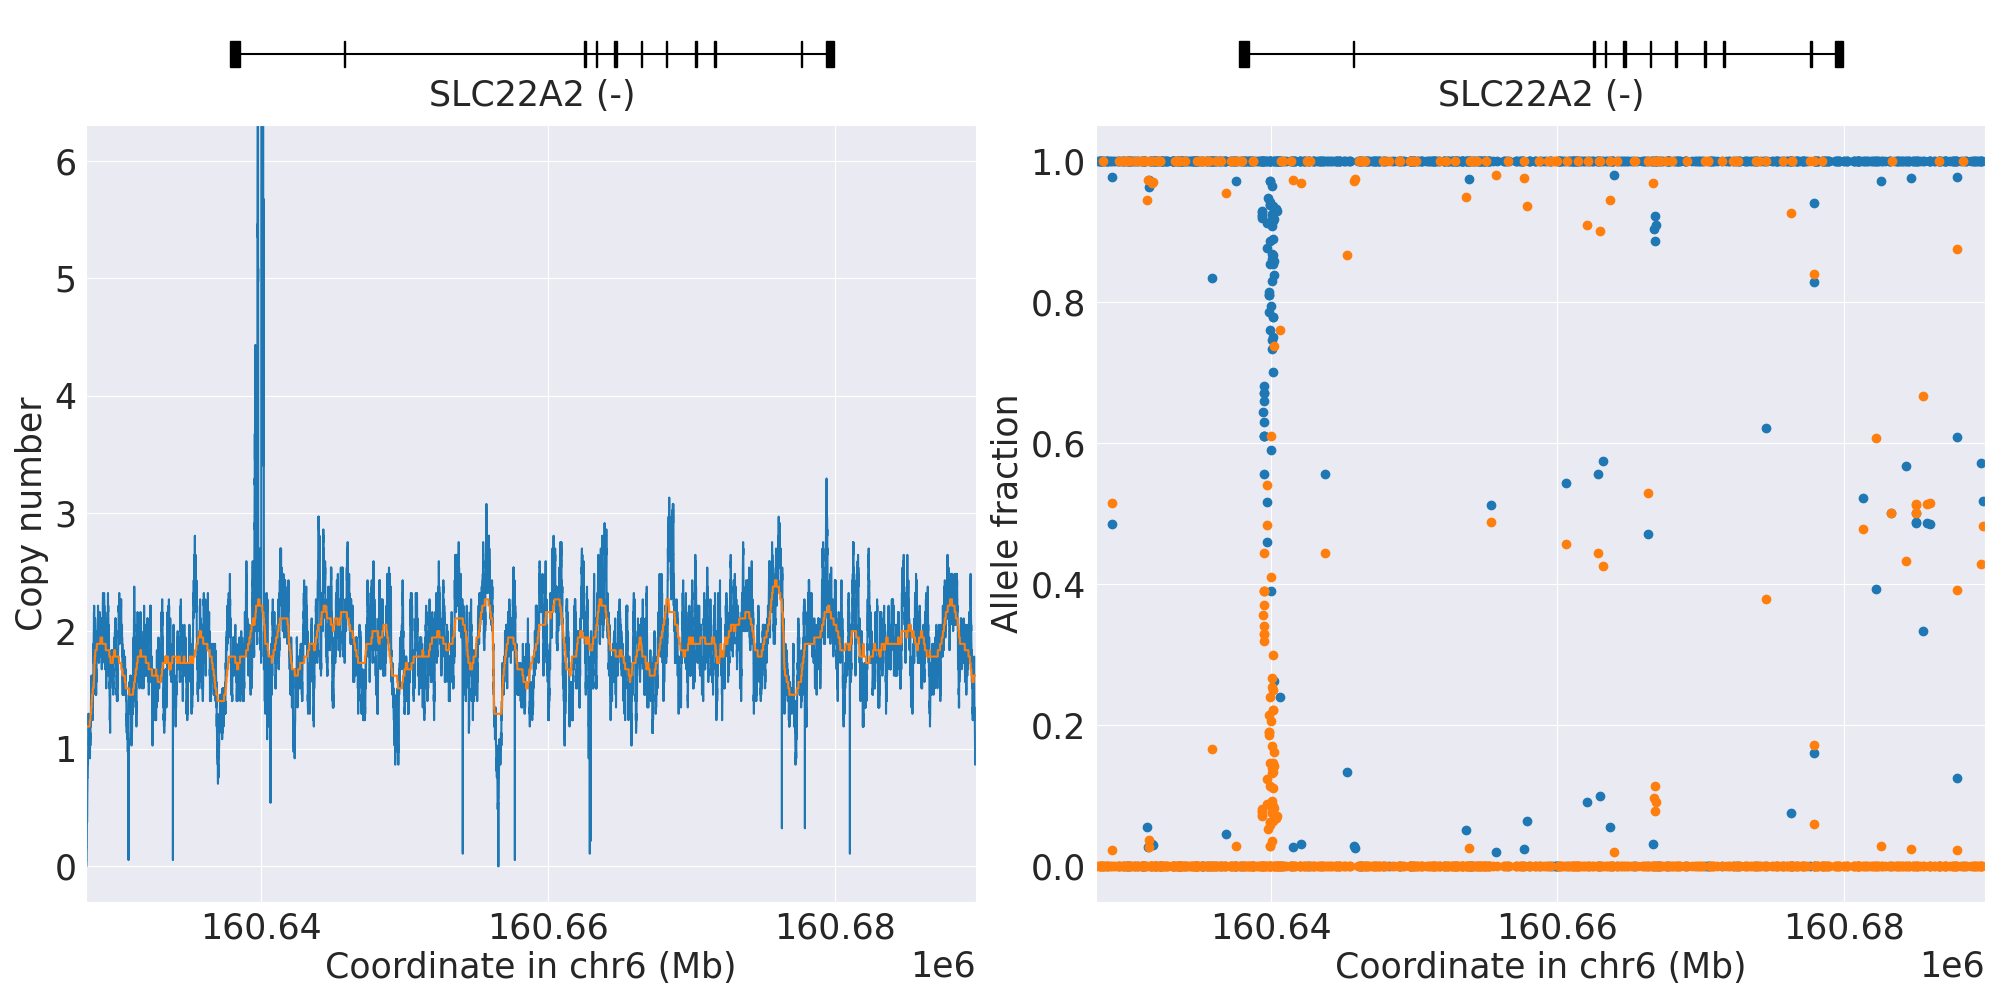 SLC22A2 (-)
6
5
4
3
2
1
0
Copy number
160.64
160.66
160.68
Coordinate in chr6 (Mb)
1e6
SLC22A2 (-)
1.0
0.8
0.6
0.4
0.2
0.0
Allele fraction
160.64
160.66
160.68
Coordinate in chr6 (Mb)
1e6